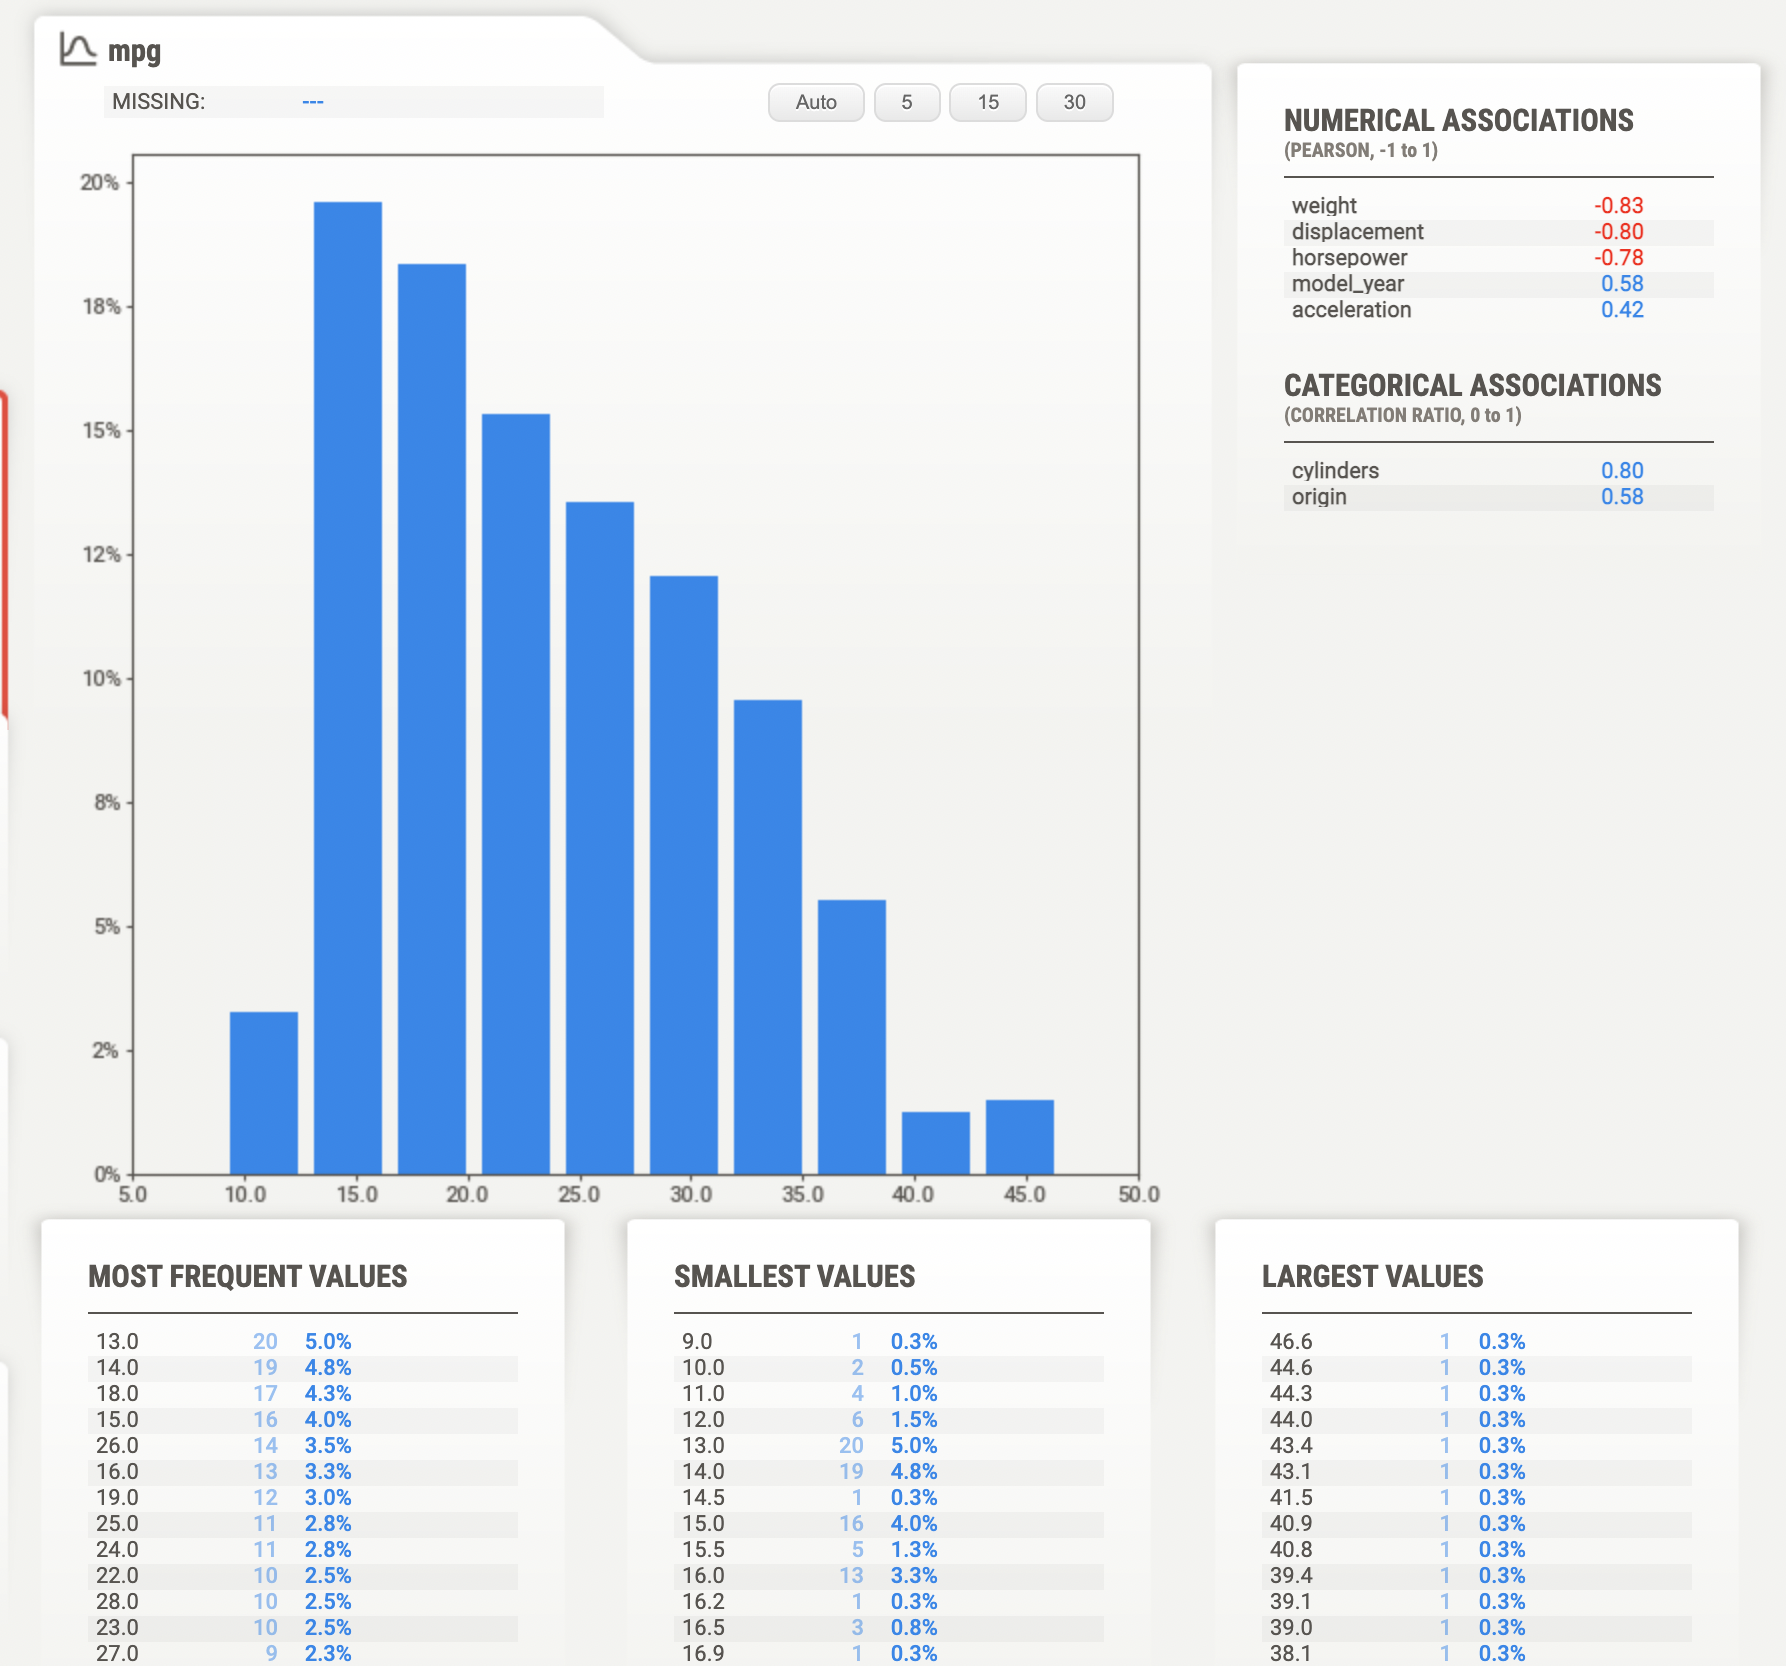 mpg
MISSING: ---
Auto 5 15 30
20%
18%
15%
12%
10%
8%
5%
2%
0%
5.0 10.0 15.0 20.0 25.0 30.0 35.0 40.0 45.0 50.0
NUMERICAL ASSOCIATIONS
(PEARSON, -1 to 1)
weight -0.83
displacement -0.80
horsepower -0.78
model_year 0.58
acceleration 0.42
CATEGORICAL ASSOCIATIONS
(CORRELATION RATIO, 0 to 1)
cylinders 0.80
origin 0.58
MOST FREQUENT VALUES
13.0 20 5.0%
14.0 19 4.8%
18.0 17 4.3%
15.0 16 4.0%
26.0 14 3.5%
16.0 13 3.3%
19.0 12 3.0%
25.0 11 2.8%
24.0 11 2.8%
22.0 10 2.5%
28.0 10 2.5%
23.0 10 2.5%
27.0 9 2.3%
SMALLEST VALUES
9.0 1 0.3%
10.0 2 0.5%
11.0 4 1.0%
12.0 6 1.5%
13.0 20 5.0%
14.0 19 4.8%
14.5 1 0.3%
15.0 16 4.0%
15.5 5 1.3%
16.0 13 3.3%
16.2 1 0.3%
16.5 3 0.8%
16.9 1 0.3%
LARGEST VALUES
46.6 1 0.3%
44.6 1 0.3%
44.3 1 0.3%
44.0 1 0.3%
43.4 1 0.3%
43.1 1 0.3%
41.5 1 0.3%
40.9 1 0.3%
40.8 1 0.3%
39.4 1 0.3%
39.1 1 0.3%
39.0 1 0.3%
38.1 1 0.3%